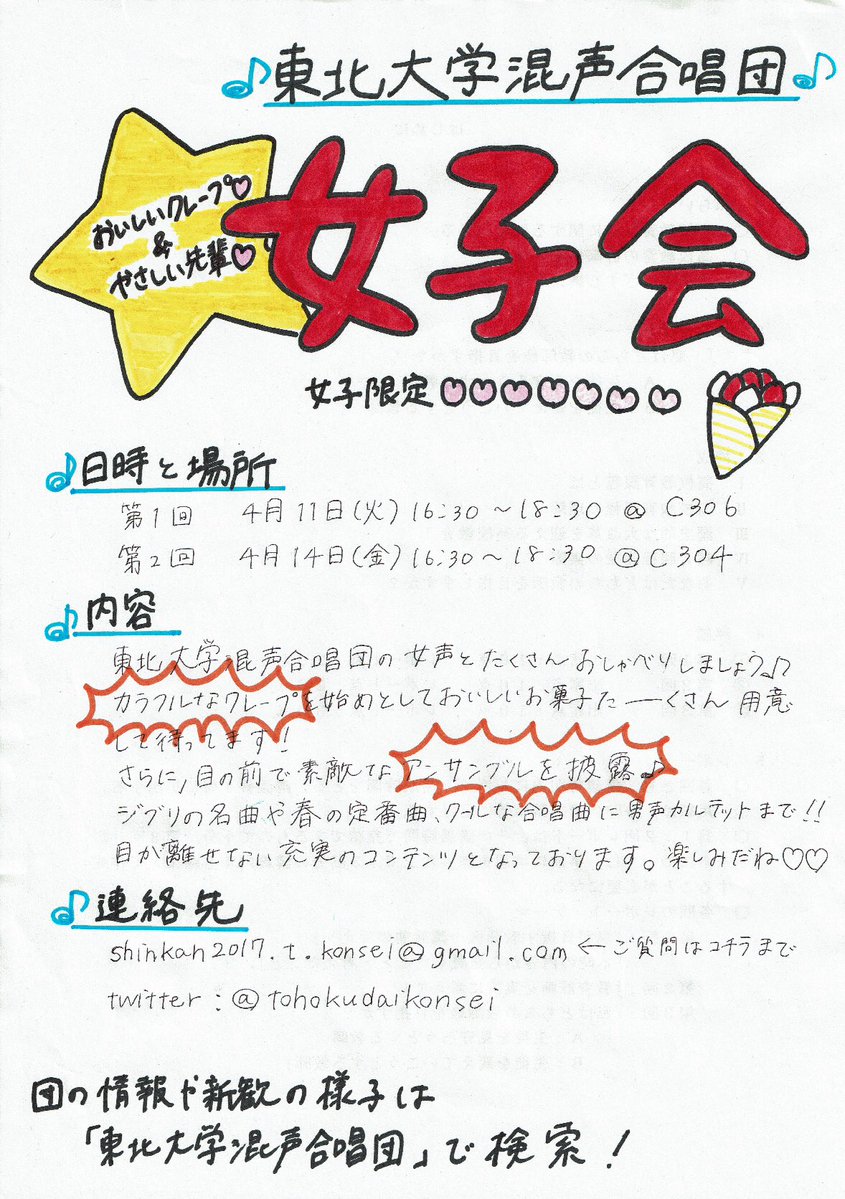 ♪東北大学混声合唱団♪
おいしいクレープ♡
&
やさしい先輩♡
女子会
女子限定♡♡♡♡♡♡♡♡
♪日時と場所
第1回 4月11日(火) 16:30~18:30 @ C306
第2回 4月14日(金) 16:30~18:30 @ C304
♪内容
東北大学混声合唱団の女声とたくさんおしゃべりしましょう♪
カラフルなクレープを始めとしておいしいお菓子たーーくさん用意
して待ってます!
さらに、目の前で素敵なアンサンブルを披露♪
ジブリの名曲や春の定番曲、クールな合唱曲に男声カルテットまで!!
目が離せない充実のコンテンツとなっております。楽しみだね♡♡
♪連絡先
shinkan2017.t.konsei@gmail.com ←ご質問はコチラまで
twitter:@tohokudaikonsei
団の情報や新歓の様子は
「東北大学混声合唱団」で検索!